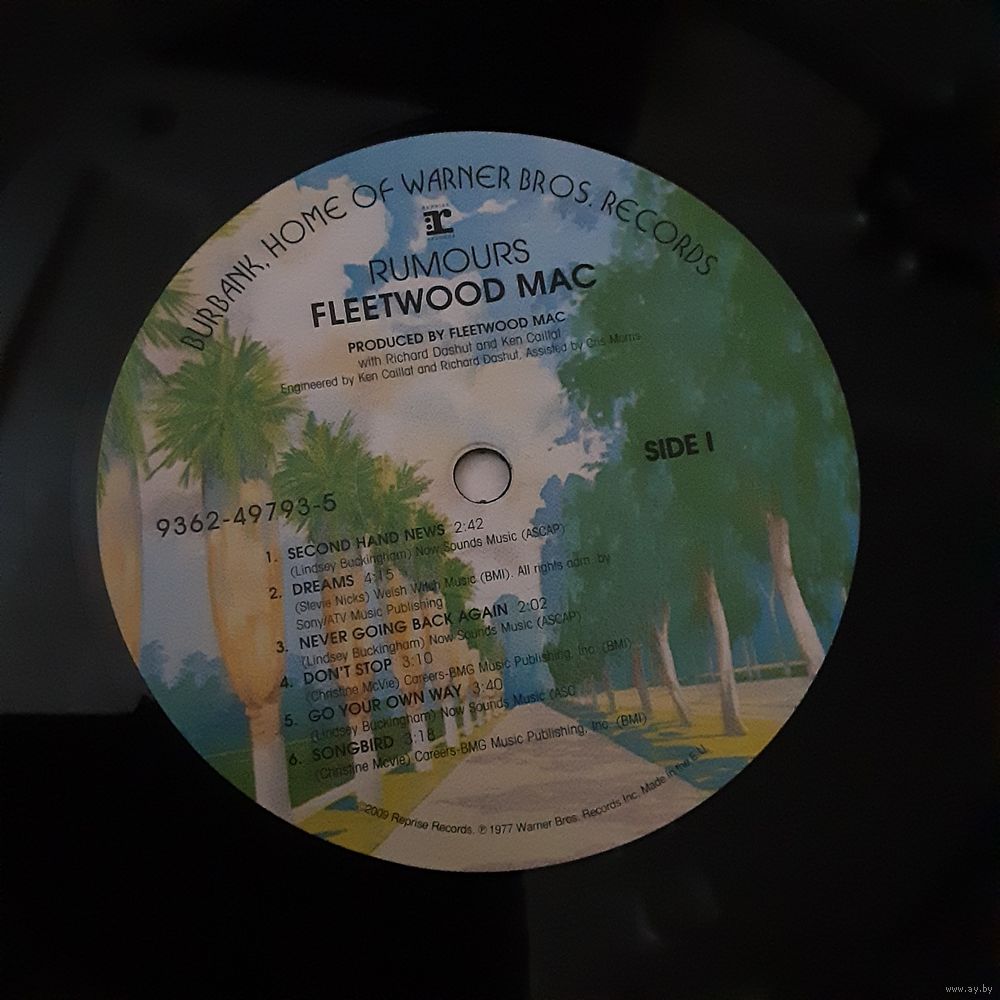 BURBANK, HOME OF WARNER BROS. RECORDS
r
RUMOURS
FLEETWOOD MAC
PRODUCED BY FLEETWOOD MAC
with Richard Dashut and Ken Caillat
Engineered by Ken Caillat and Richard Dashut, Assisted by Cris Morris
SIDE 1
9362-49793-5
1. SECOND HAND NEWS 2:42
(Lindsey Buckingham) Now Sounds Music (ASCAP)
2. DREAMS 4:15
(Stevie Nicks) Welsh Witch Music (BMI). All rights adm. by
Sony/ATV Music Publishing
3. NEVER GOING BACK AGAIN 2:02
(Lindsey Buckingham) Now Sounds Music (ASCAP)
4. DON'T STOP 3:10
(Christine McVie) Careers-BMG Music Publishing, Inc. (BMI)
5. GO YOUR OWN WAY 3:40
(Lindsey Buckingham) Now Sounds Music
6. SONGBIRD 3:18
(Christine McVie) Careers-BMG Music Publishing, Inc. (BMI)
©2009 Reprise Records. ℗ 1977 Warner Bros. Records Inc. Made in the E.U.
www.ay.by